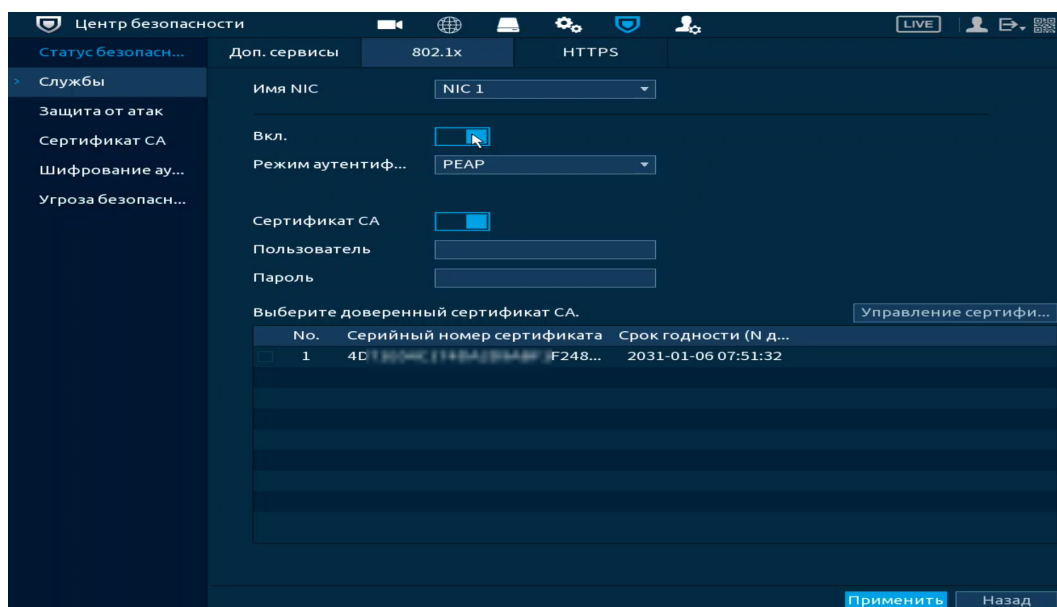 Центр безопасности LIVE
Статус безопасн... Доп. сервисы 802.1x HTTPS
Службы
Защита от атак
Сертификат CA
Шифрование ау...
Угроза безопасн...
Имя NIC NIC 1
Вкл.
Режим аутентиф... PEAP
Сертификат CA
Пользователь
Пароль
Выберите доверенный сертификат CA. Управление сертифи...
No. Серийный номер сертификата Срок годности (N д...
1 4D F248... 2031-01-06 07:51:32
Применить Назад